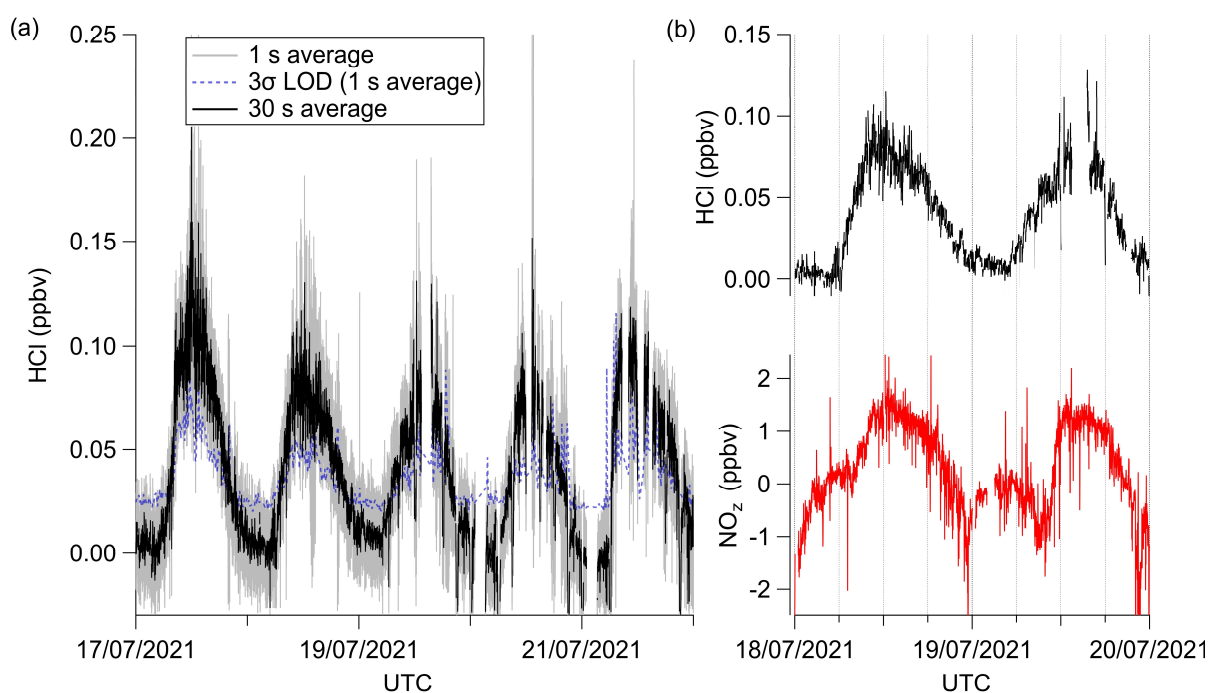 (a)
0.25
0.20
0.15
0.10
0.05
0.00
HCl (ppbv)
1 s average
3σ LOD (1 s average)
30 s average
17/07/2021
19/07/2021
21/07/2021
UTC
(b)
0.15
0.10
0.05
0.00
HCl (ppbv)
2
1
0
-1
-2
NOz (ppbv)
18/07/2021
19/07/2021
20/07/2021
UTC